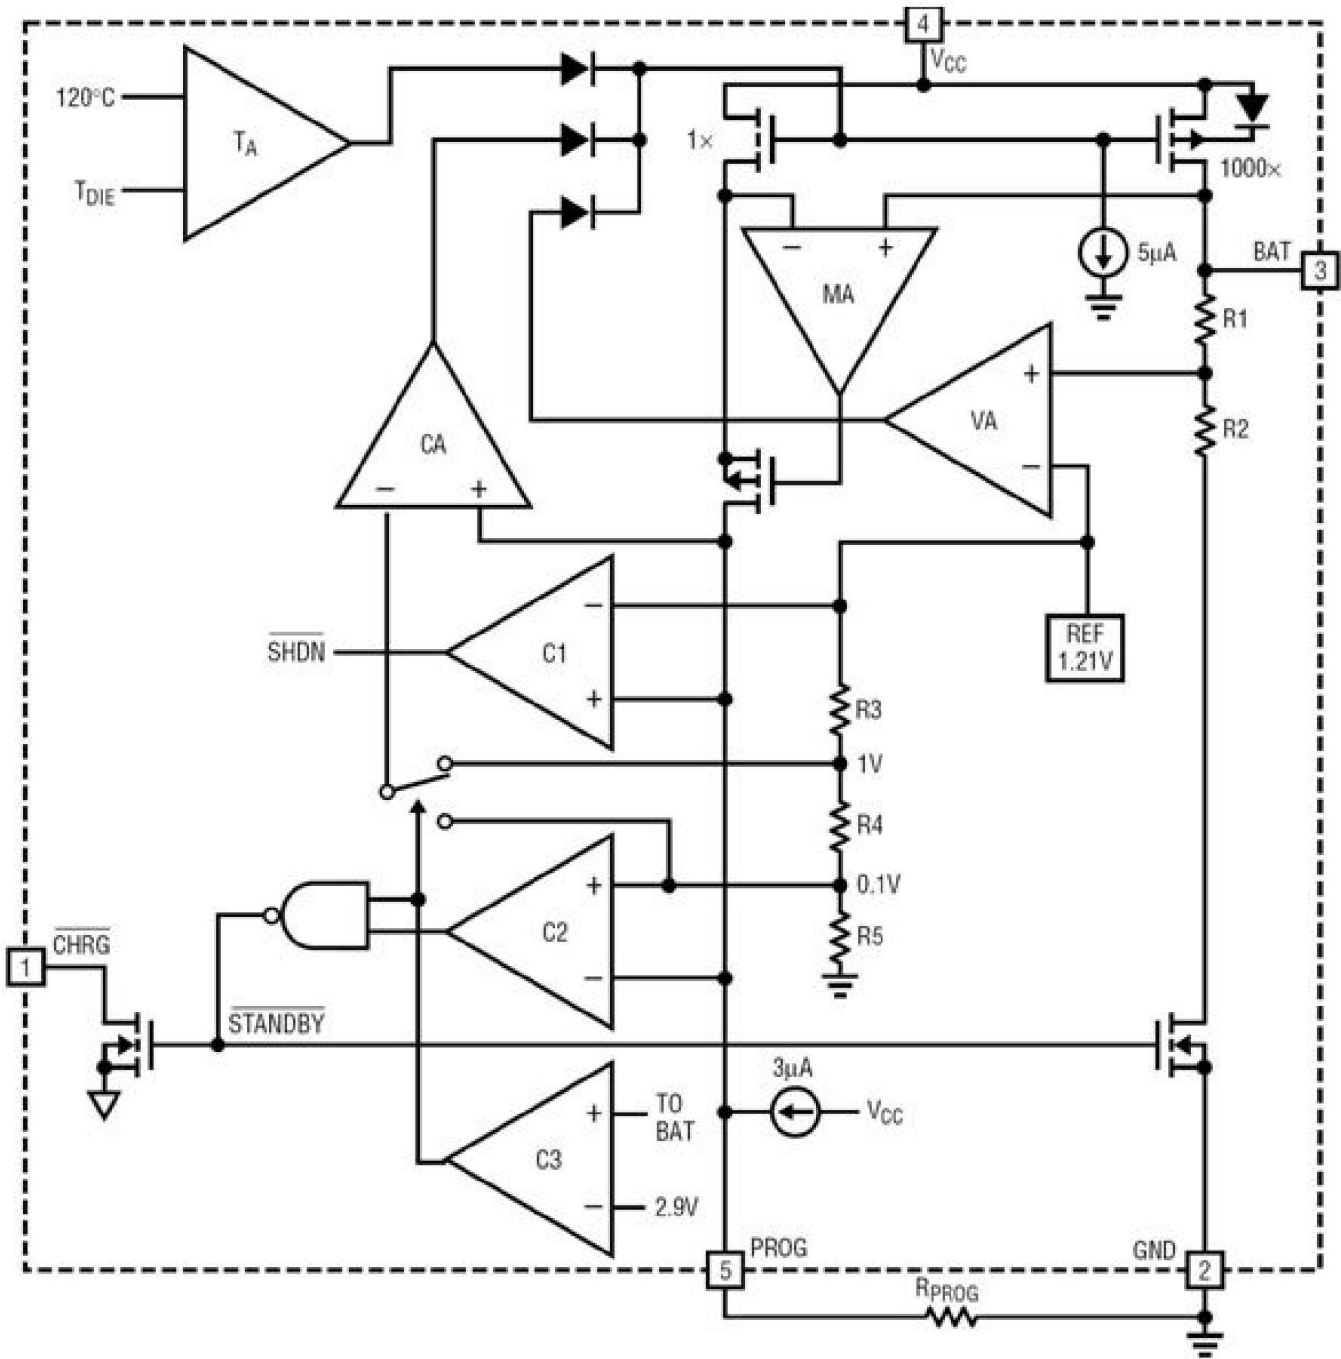 4
VCC
120°C
TA
TDIE
1×
1000×
− +
MA
5μA
BAT
3
R1
+
VA
−
R2
CA
− +
REF
1.21V
−
C1
+
SHDN
R3
1V
R4
+
C2
−
0.1V
R5
CHRG
1
STANDBY
3μA
VCC
+
TO
BAT
C3
−
2.9V
PROG
5
GND
2
RPROG